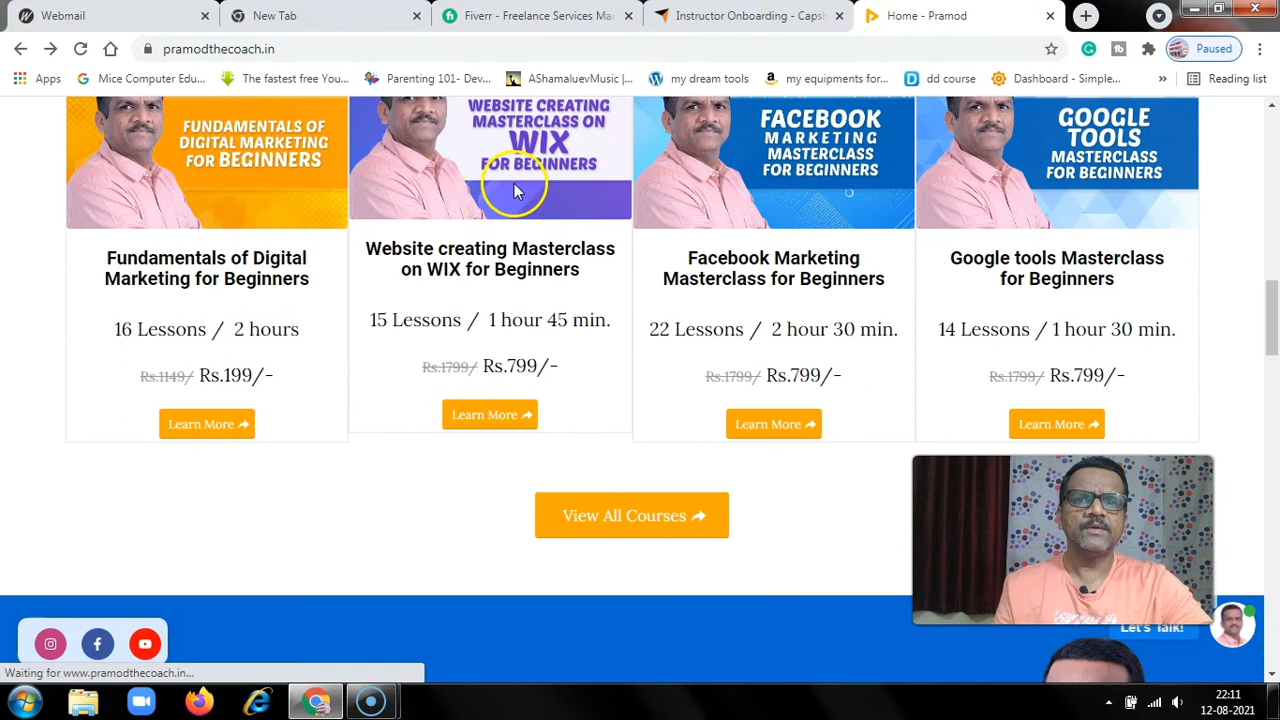 Webmail
New Tab
Fiverr - Freelance Services Ma
Instructor Onboarding - Capsh
Home - Pramod
pramodthecoach.in
Paused
Apps
Mice Computer Edu...
The fastest free You...
Parenting 101- Dev...
AShamaluevMusic |...
my dream tools
my equipments for...
dd course
Dashboard - Simple...
»
Reading list
FUNDAMENTALS OF
DIGITAL MARKETING
FOR BEGINNERS
WEBSITE CREATING
MASTERCLASS ON
WIX
FOR BEGINNERS
FACEBOOK
MARKETING
MASTERCLASS
FOR BEGINNERS
GOOGLE
TOOLS
MASTERCLASS
FOR BEGINNERS
Fundamentals of Digital
Marketing for Beginners
16 Lessons / 2 hours
Rs.1149/ Rs.199/-
Learn More
Website creating Masterclass
on WIX for Beginners
15 Lessons / 1 hour 45 min.
Rs.1799/ Rs.799/-
Learn More
Facebook Marketing
Masterclass for Beginners
22 Lessons / 2 hour 30 min.
Rs.1799/ Rs.799/-
Learn More
Google tools Masterclass
for Beginners
14 Lessons / 1 hour 30 min.
Rs.1799/ Rs.799/-
Learn More
View All Courses
Let's Talk!
Waiting for www.pramodthecoach.in...
22:11
12-08-2021